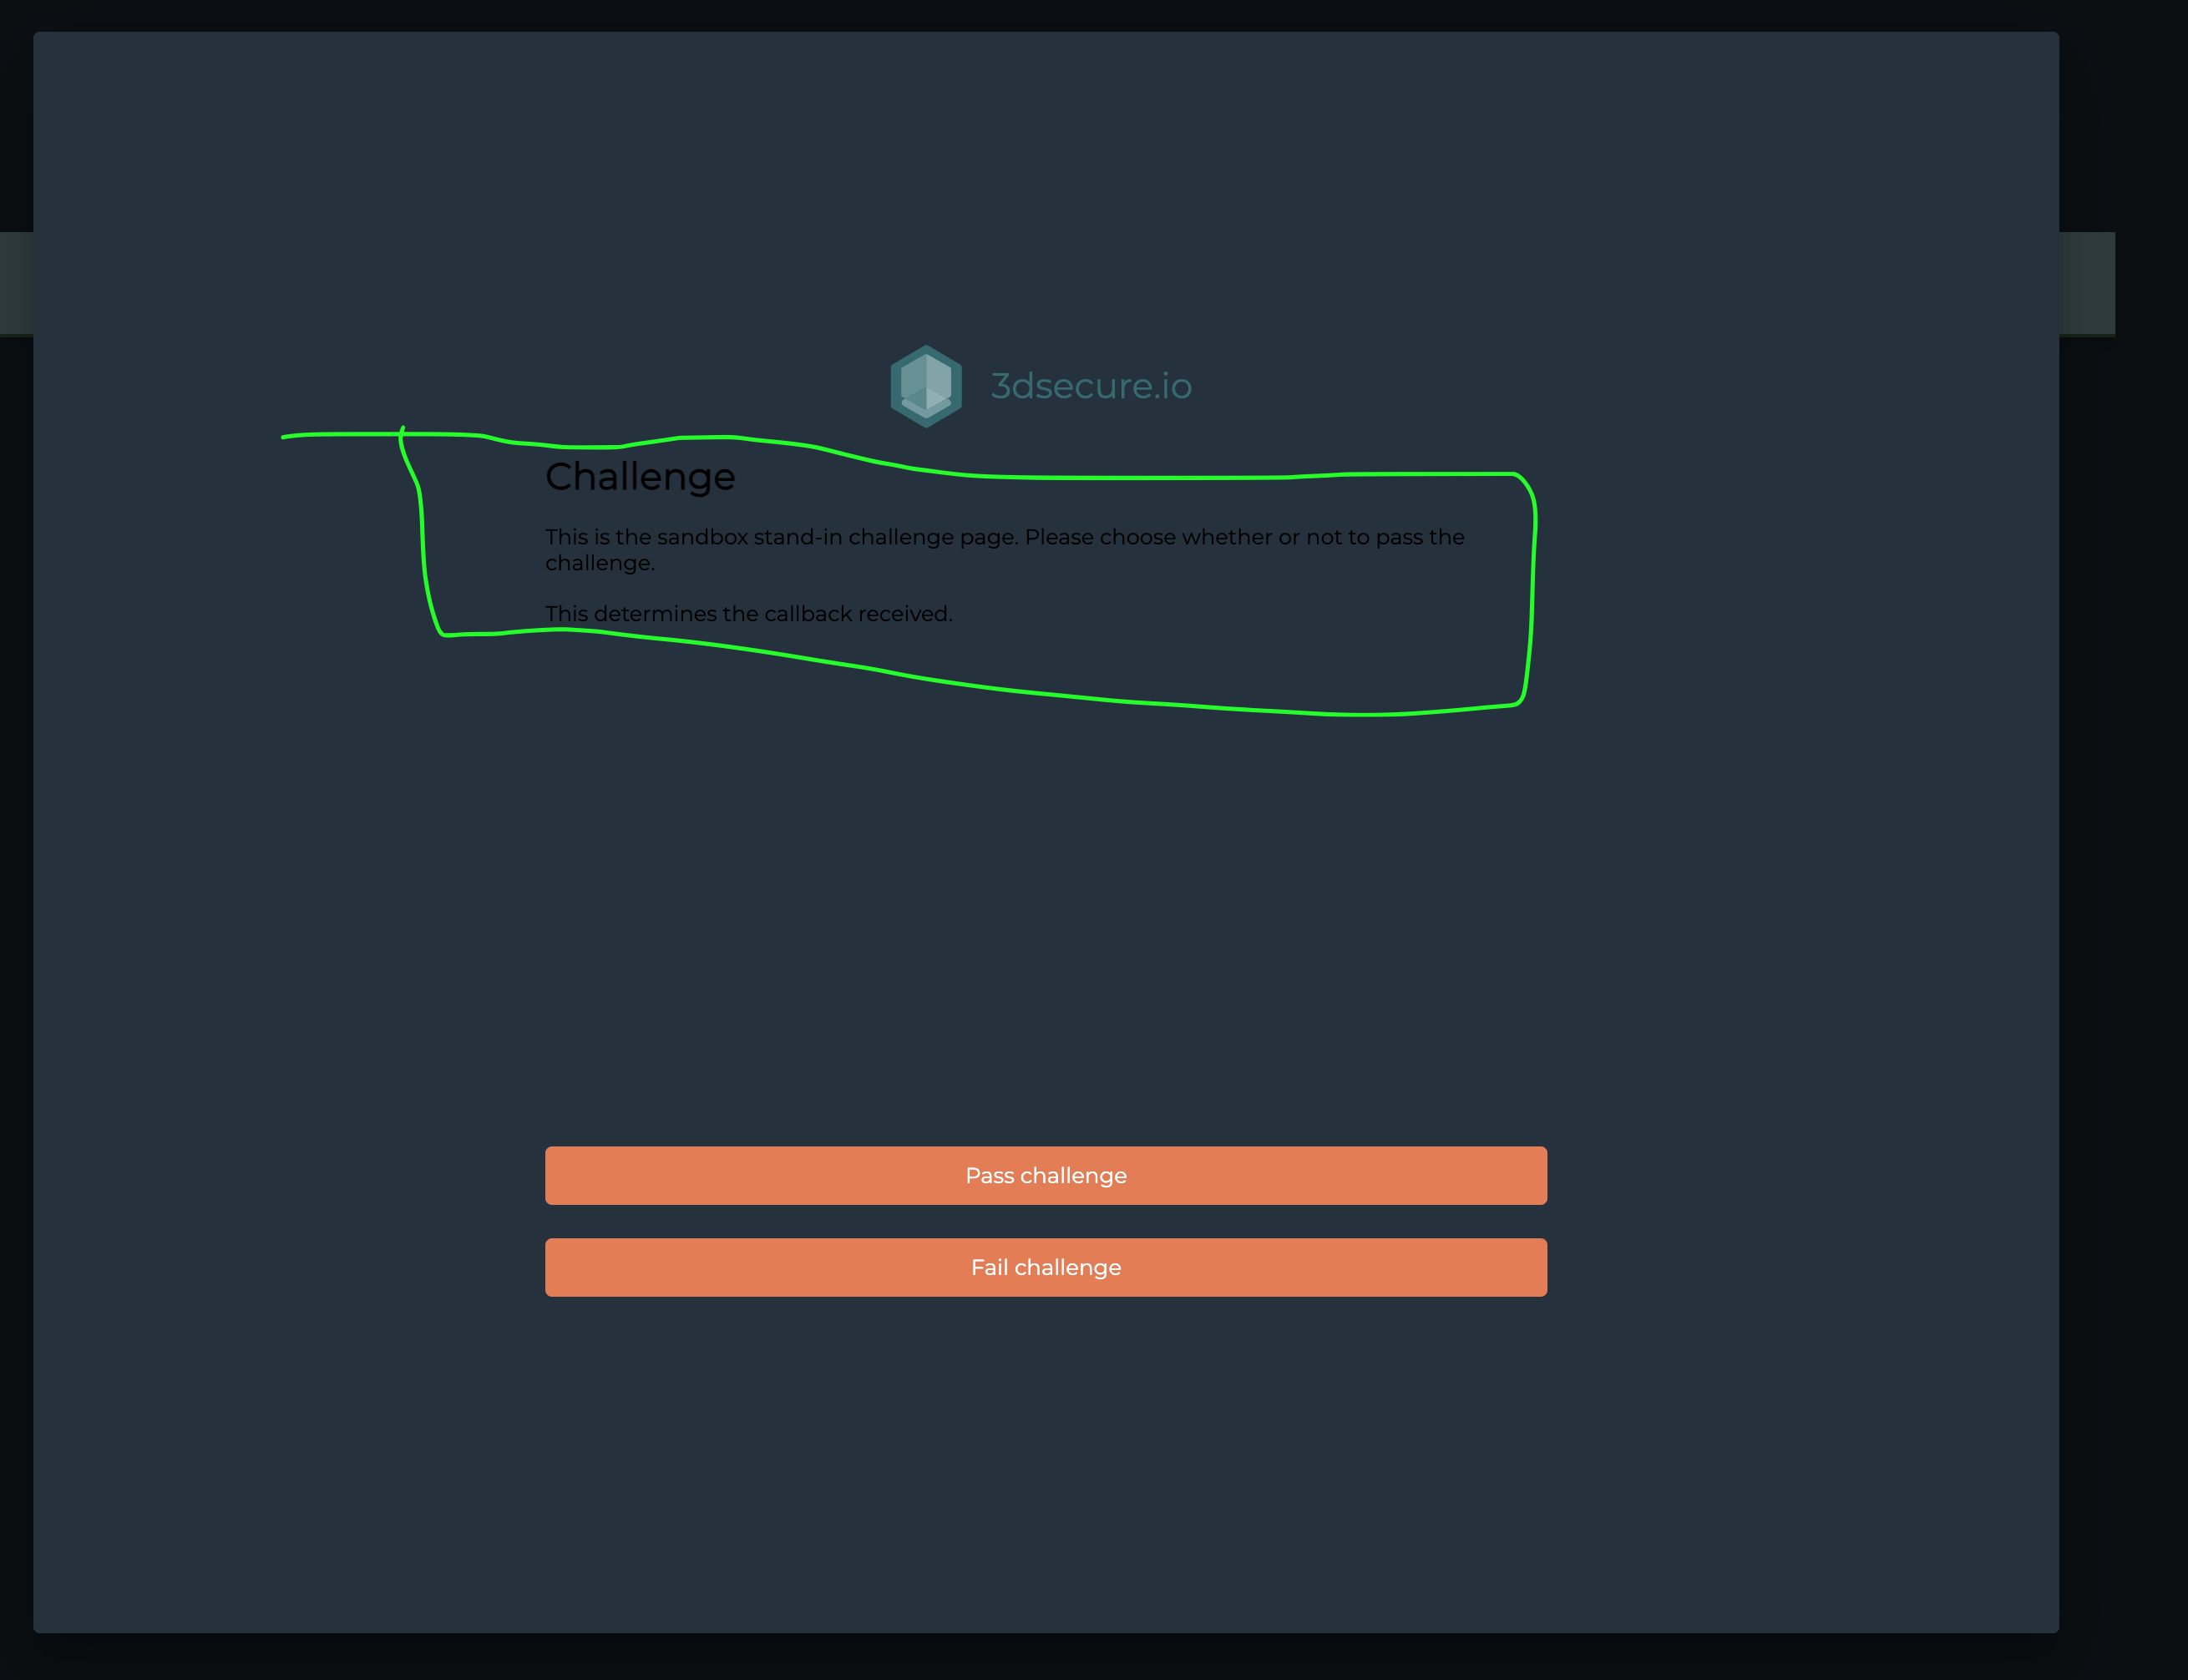 3dsecure.io
Challenge
This is the sandbox stand-in challenge page. Please choose whether or not to pass the
challenge.
This determines the callback received.
Pass challenge
Fail challenge